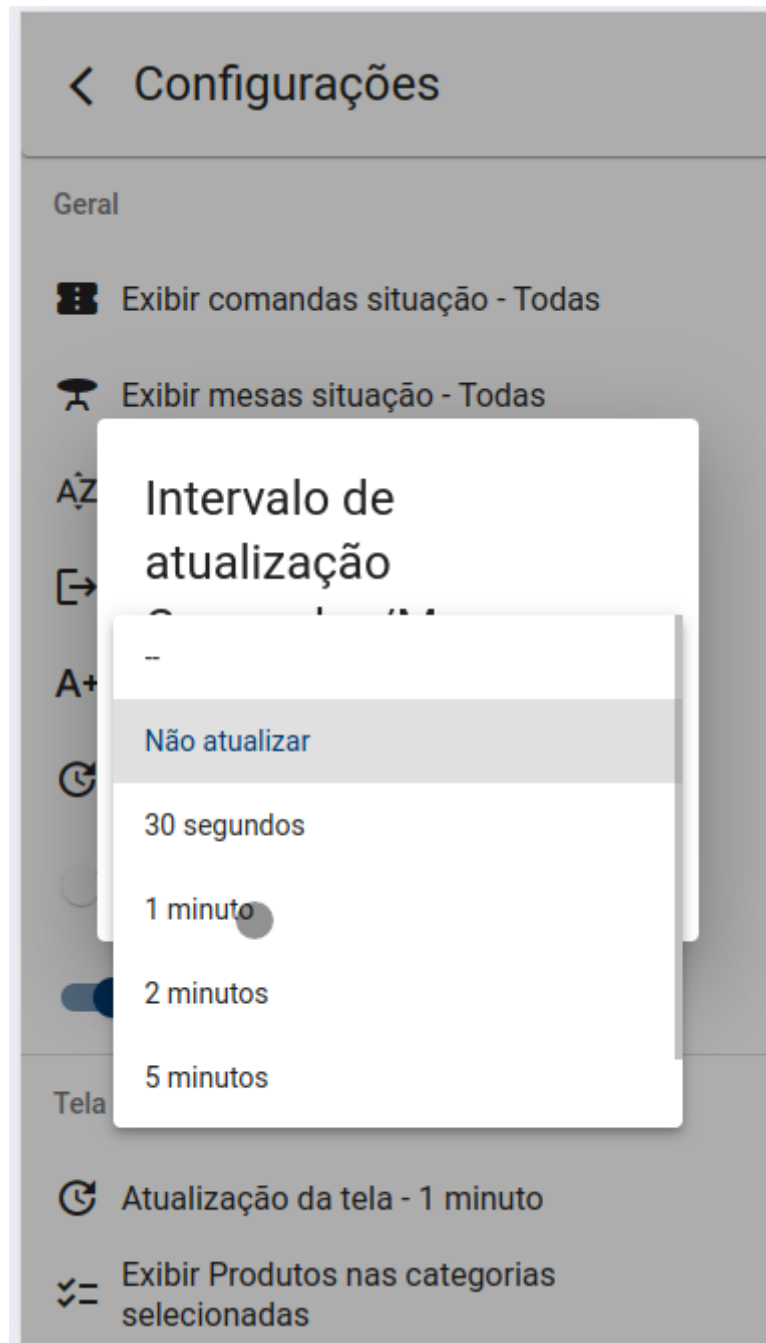 Configurações
Geral
Exibir comandas situação - Todas
Exibir mesas situação - Todas
AZ
Intervalo de
atualização
A+
--
Não atualizar
30 segundos
1 minuto
2 minutos
5 minutos
Tela
Atualização da tela - 1 minuto
Exibir Produtos nas categorias
selecionadas